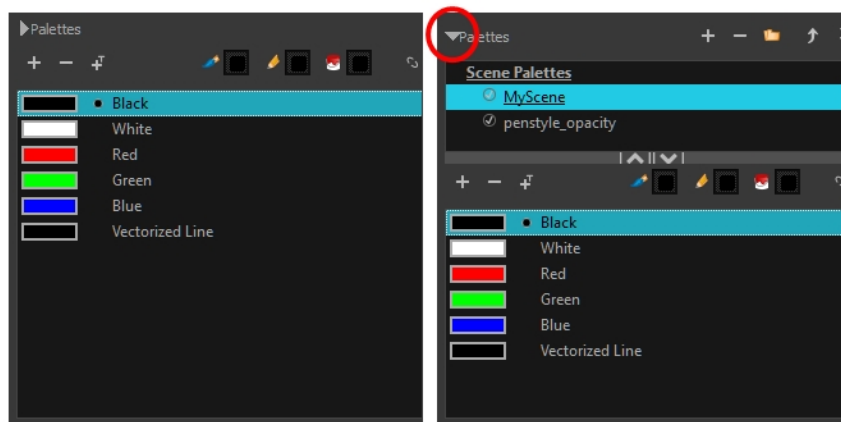 Palettes
Black
White
Red
Green
Blue
Vectorized Line
Palettes
Scene Palettes
MyScene
penstyle_opacity
Black
White
Red
Green
Blue
Vectorized Line